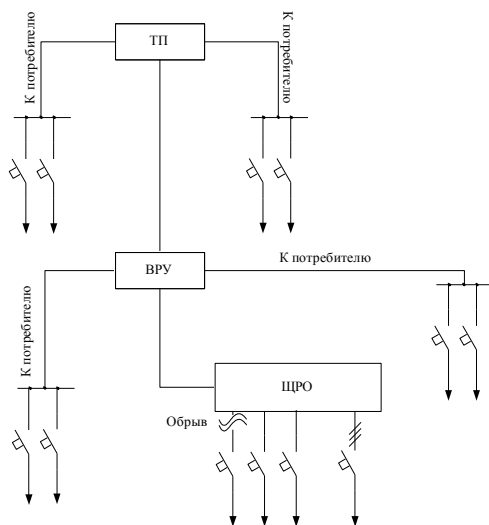 К потребителю
ТП
К потребителю
ВРУ
К потребителю
К потребителю
ЩРО
Обрыв